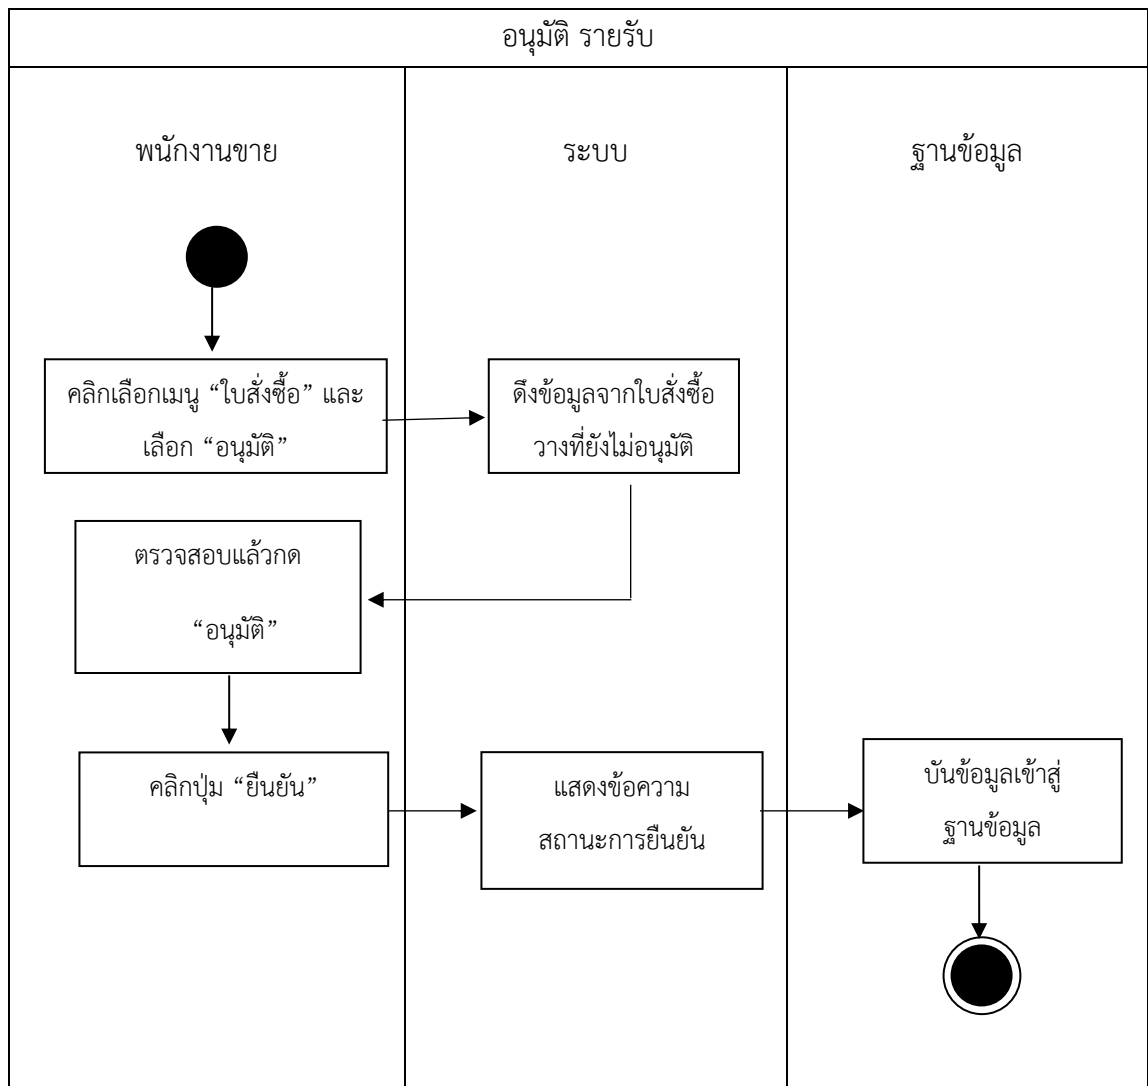 อนุมัติ รายรับ
พนักงานขาย
ระบบ
ฐานข้อมูล
คลิกเลือกเมนู “ใบสั่งซื้อ” และ
เลือก “อนุมัติ”
ดึงข้อมูลจากใบสั่งซื้อ
วางที่ยังไม่อนุมัติ
ตรวจสอบแล้วกด
“อนุมัติ”
คลิกปุ่ม “ยืนยัน”
แสดงข้อความ
สถานะการยืนยัน
บันข้อมูลเข้าสู่
ฐานข้อมูล